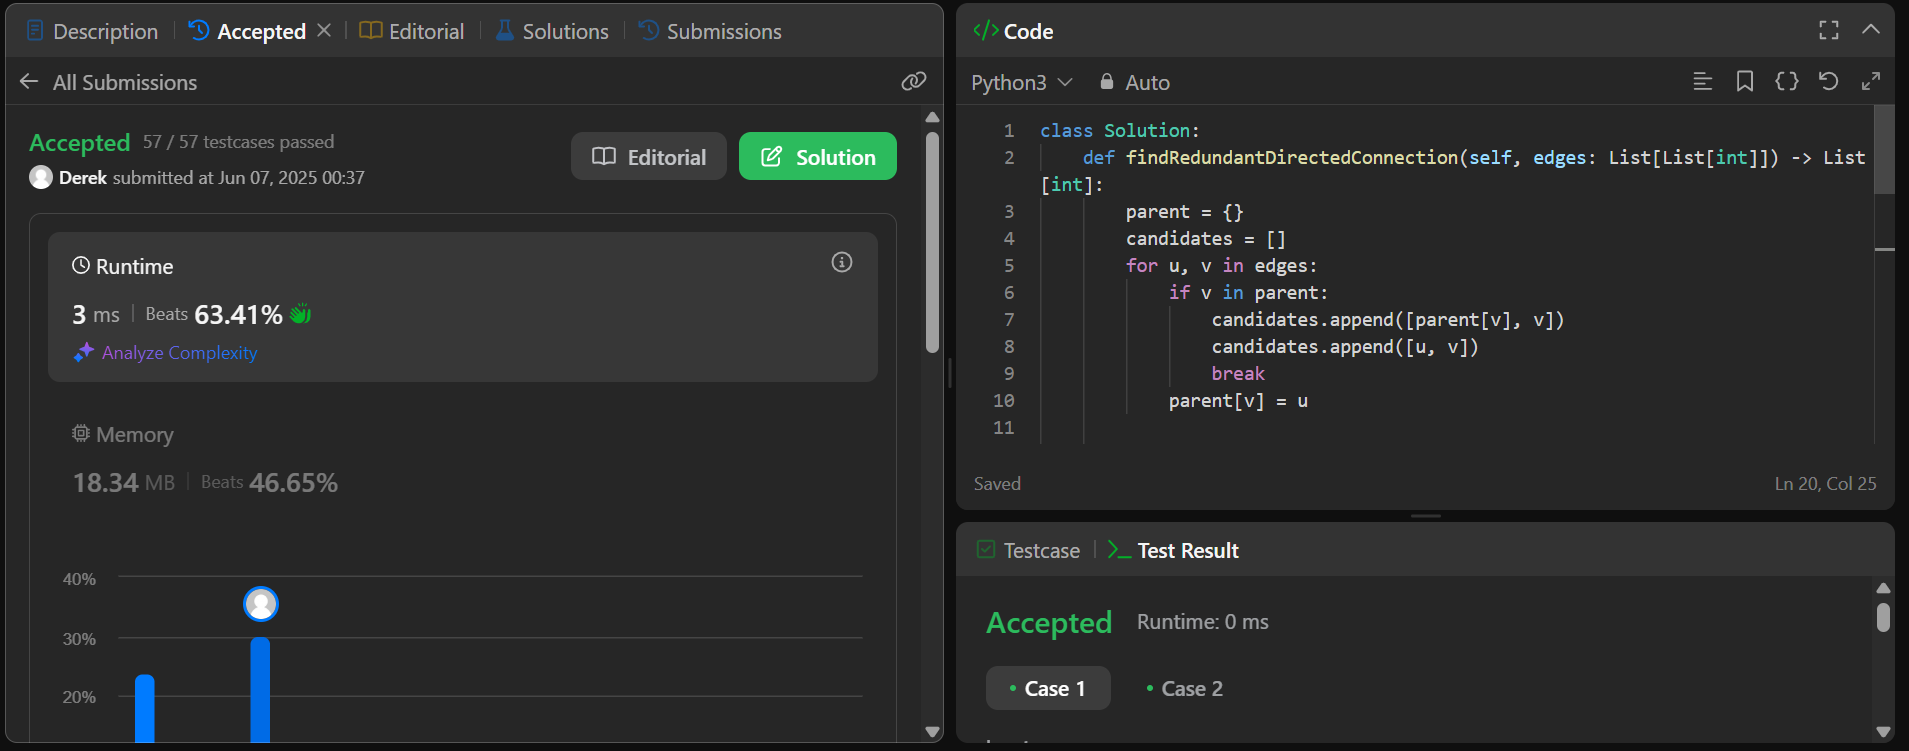 Description
Accepted
Editorial
Solutions
Submissions
All Submissions
Accepted 57 / 57 testcases passed
Derek submitted at Jun 07, 2025 00:37
Editorial
Solution
Runtime
3 ms
Beats 63.41%
Analyze Complexity
Memory
18.34 MB
Beats 46.65%
40%
30%
20%
</> Code
Python3
Auto
1 class Solution:
2 def findRedundantDirectedConnection(self, edges: List[List[int]]) -> List
[int]:
3 parent = {}
4 candidates = []
5 for u, v in edges:
6 if v in parent:
7 candidates.append([parent[v], v])
8 candidates.append([u, v])
9 break
10 parent[v] = u
11
Saved
Ln 20, Col 25
Testcase
Test Result
Accepted Runtime: 0 ms
Case 1
Case 2